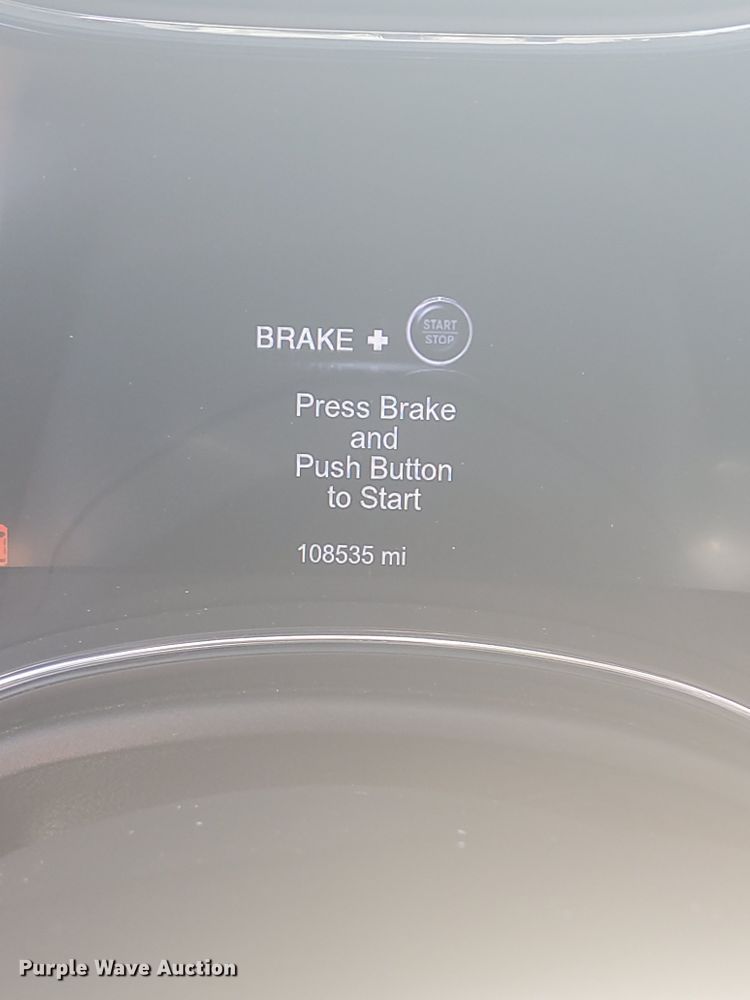 BRAKE + START
STOP
Press Brake
and
Push Button
to Start
108535 mi
Purple Wave Auction